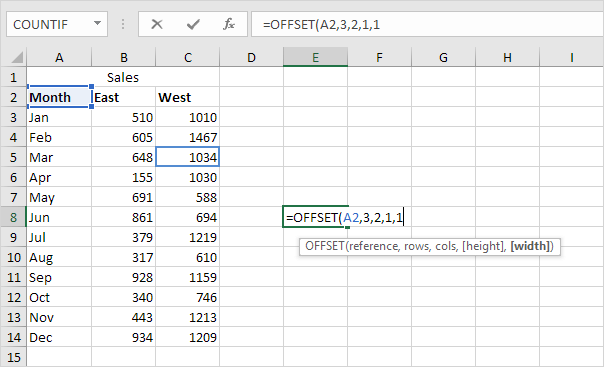 COUNTIF fx =OFFSET(A2,3,2,1,1
A B C D E F G H I
1 Sales
2 Month East West
3 Jan 510 1010
4 Feb 605 1467
5 Mar 648 1034
6 Apr 155 1030
7 May 691 588
8 Jun 861 694 =OFFSET(A2,3,2,1,1
9 Jul 379 1219 OFFSET(reference, rows, cols, [height], [width])
10 Aug 317 610
11 Sep 928 1159
12 Oct 340 746
13 Nov 443 1213
14 Dec 934 1209
15